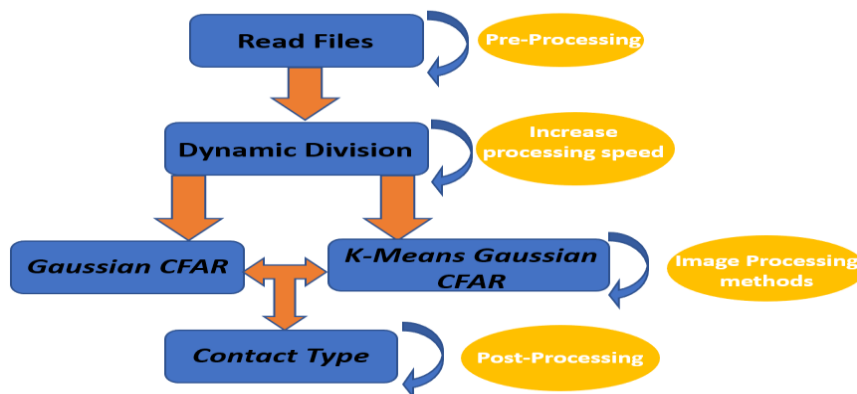 Read Files
Pre-Processing
Dynamic Division
Increase
processing speed
Gaussian CFAR
K-Means Gaussian
CFAR
Image Processing
methods
Contact Type
Post-Processing